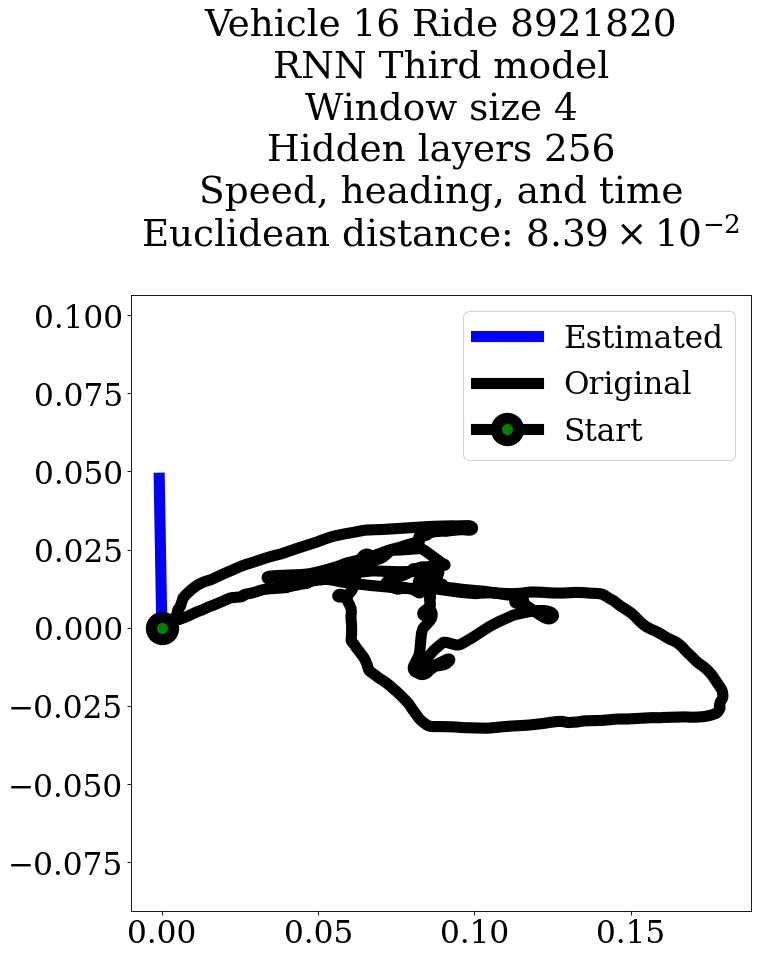 Vehicle 16 Ride 8921820
RNN Third model
Window size 4
Hidden layers 256
Speed, heading, and time
Euclidean distance: 8.39 × 10⁻²
Estimated
Original
Start
0.100
0.075
0.050
0.025
0.000
−0.025
−0.050
−0.075
0.00 0.05 0.10 0.15